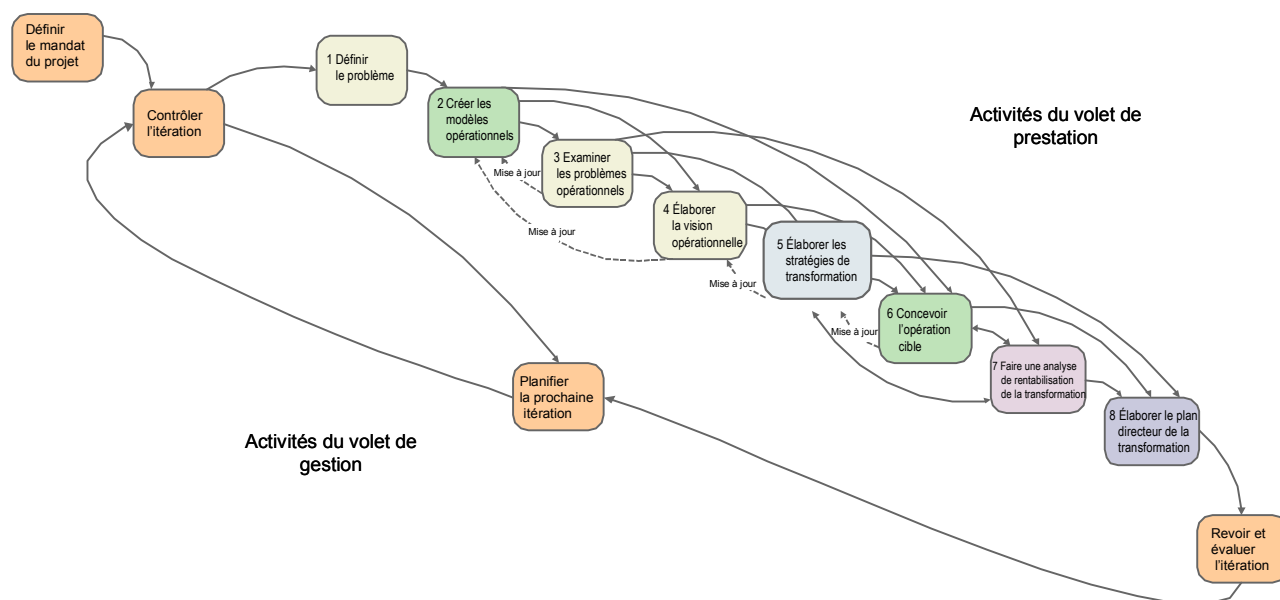 Définir
le mandat
du projet
Contrôler
l'itération
1 Définir
le problème
2 Créer les
modèles
opérationnels
Activités du volet de
prestation
3 Examiner
les problèmes
opérationnels
Mise à jour
4 Élaborer
la vision
opérationnelle
Mise à jour
5 Élaborer les
stratégies de
transformation
Mise à jour
6 Concevoir
l'opération
cible
Mise à jour
7 Faire une analyse
de rentabilisation
de la transformation
8 Élaborer le plan
directeur de la
transformation
Planifier
la prochaine
itération
Activités du volet de
gestion
Revoir et
évaluer
l'itération